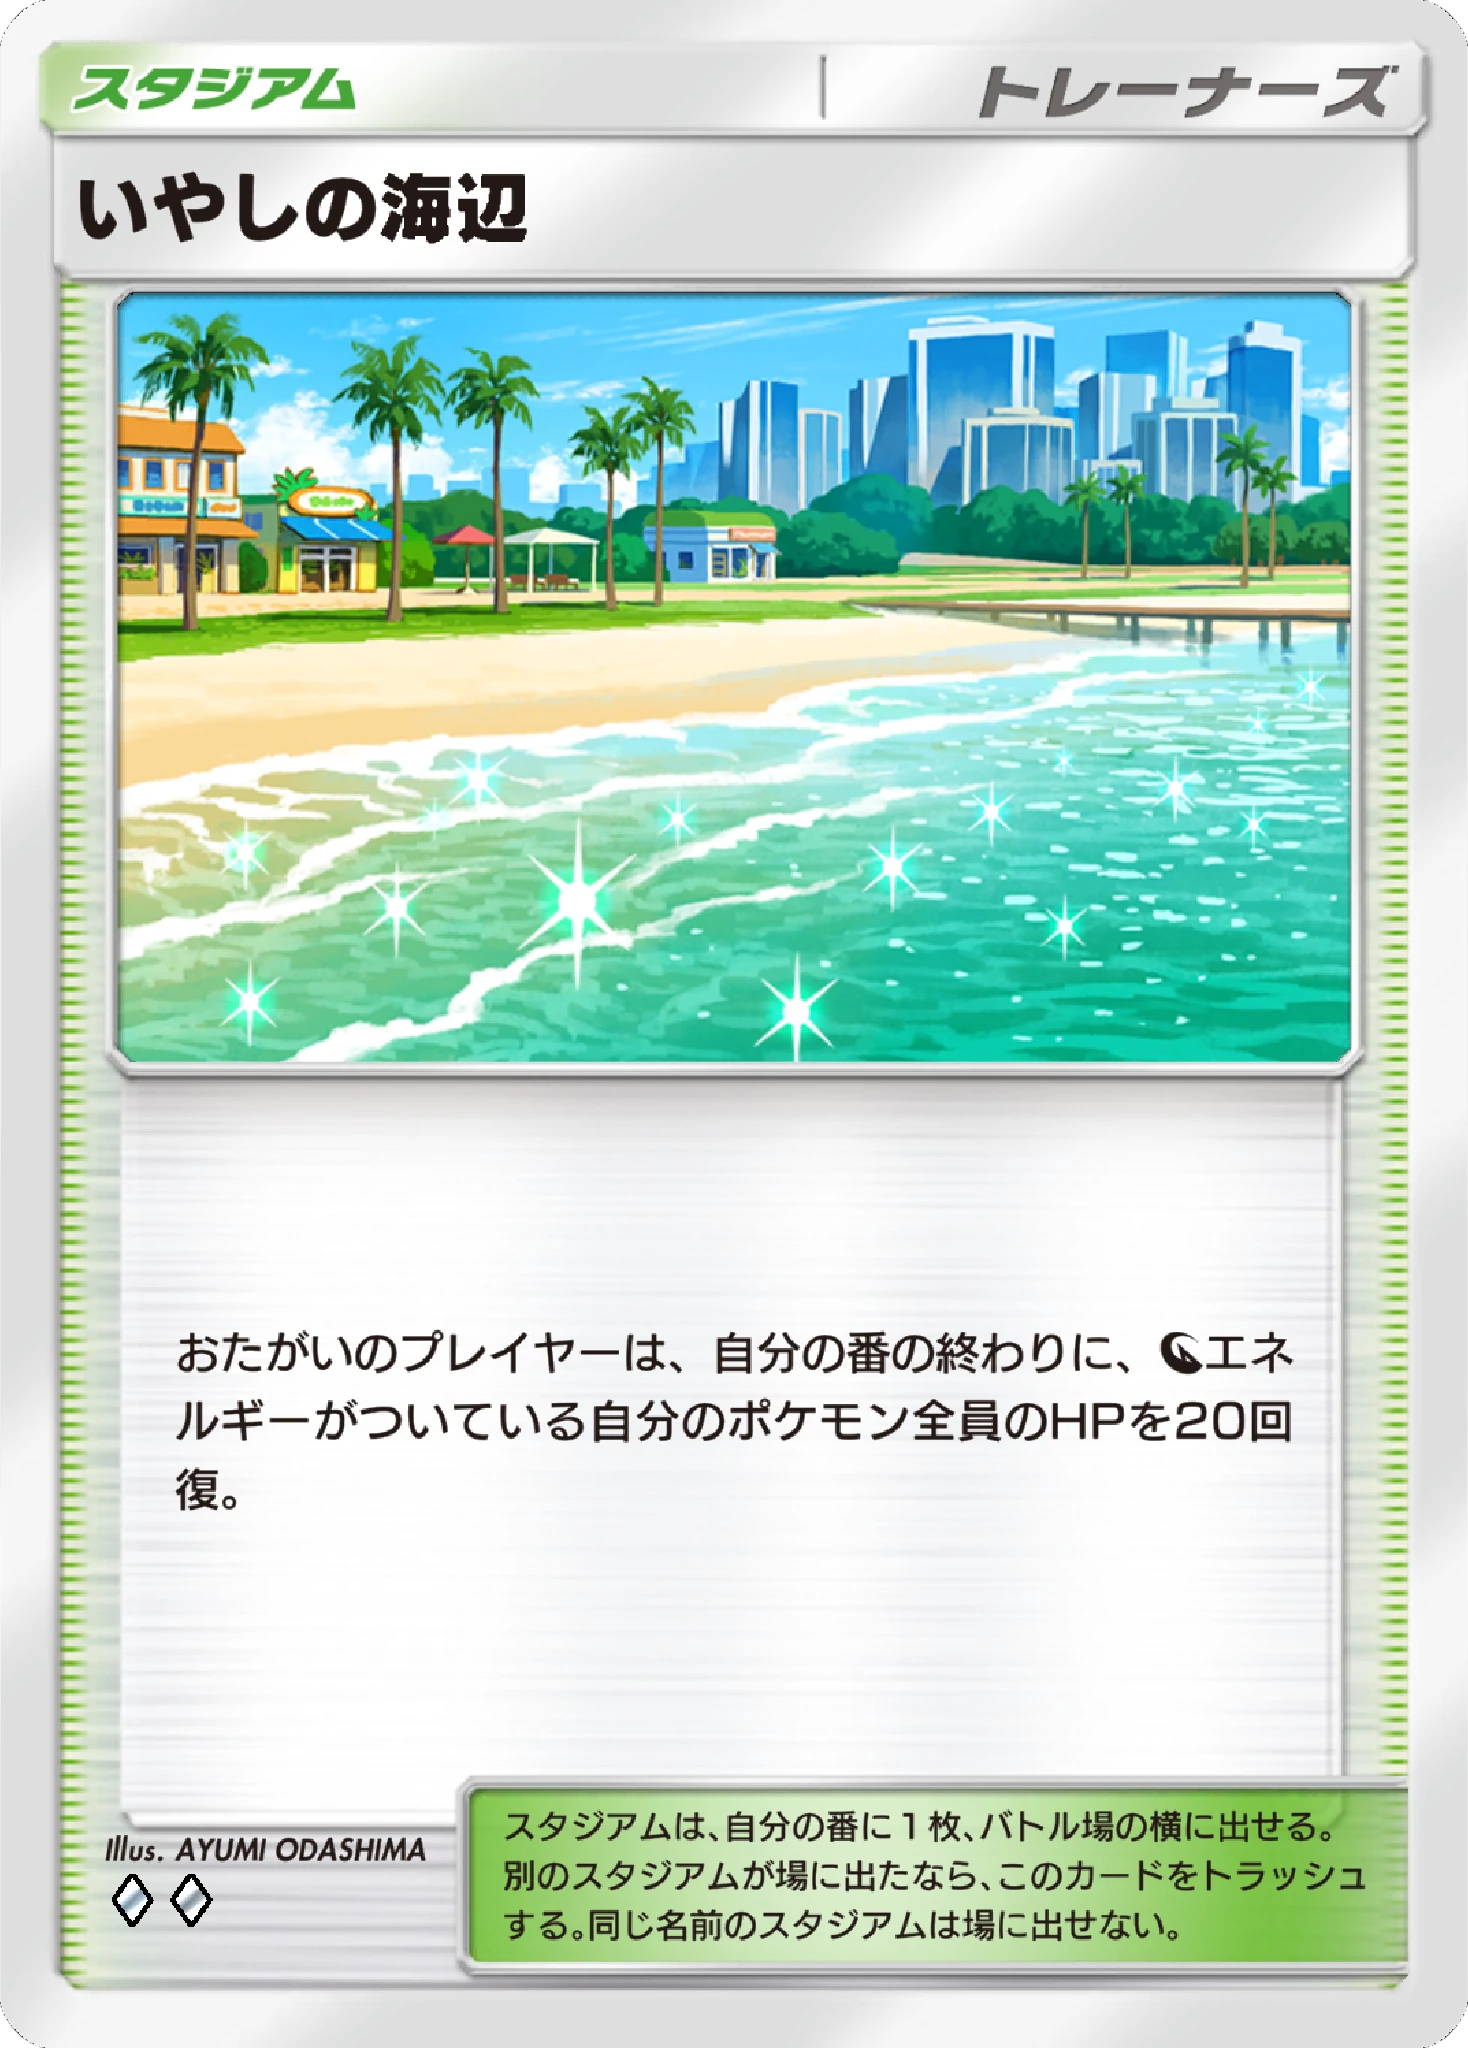 スタジアム
トレーナーズ
いやしの海辺
おたがいのプレイヤーは、自分の番の終わりに、エネ
ルギーがついている自分のポケモン全員のHPを20回
復。
Illus. AYUMI ODASHIMA
スタジアムは、自分の番に1枚、バトル場の横に出せる。
別のスタジアムが場に出たなら、このカードをトラッシュ
する。同じ名前のスタジアムは場に出せない。